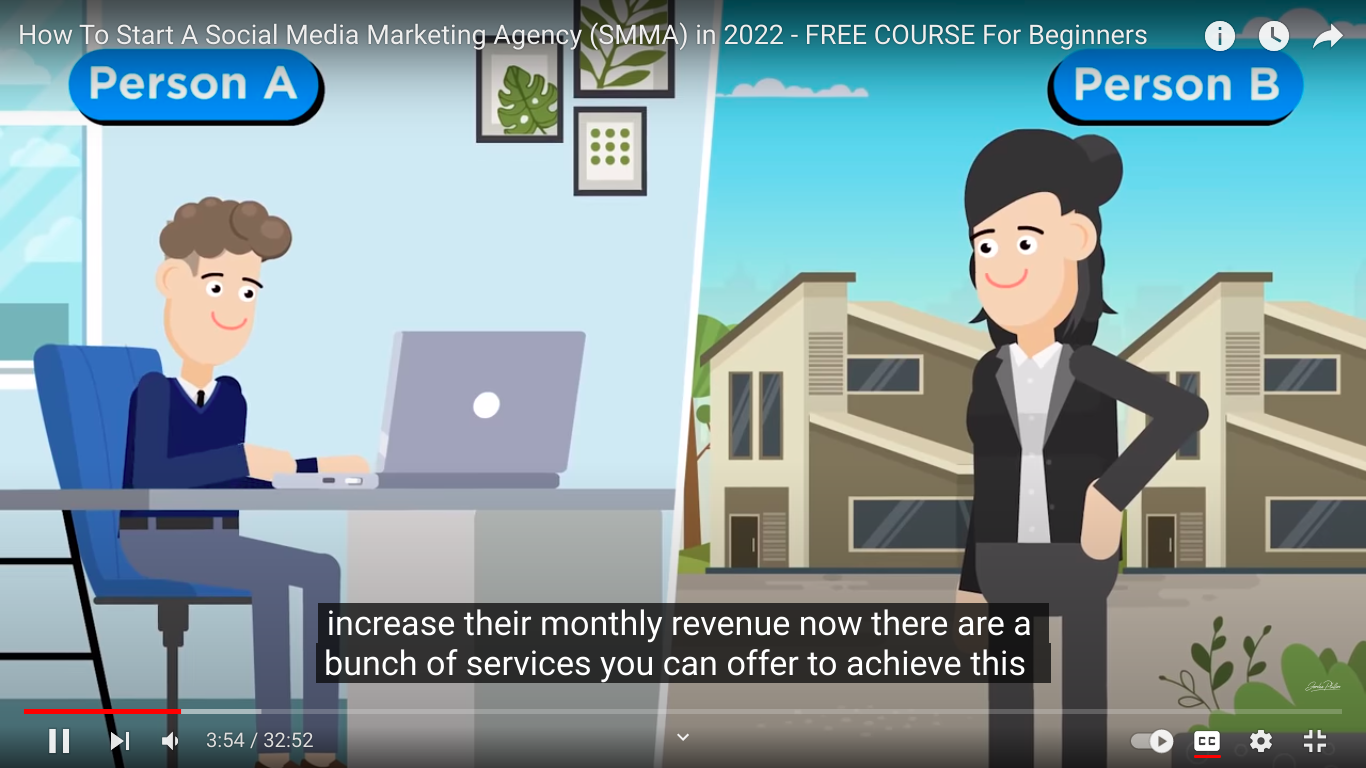 How To Start A Social Media Marketing Agency (SMMA) in 2022 - FREE COURSE For Beginners
Person A
Person B
increase their monthly revenue now there are a
bunch of services you can offer to achieve this
3:54 / 32:52
CC